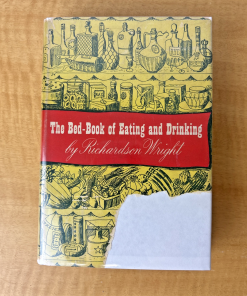 The Bed-Book of Eating and Drinking
by Richardson Wright